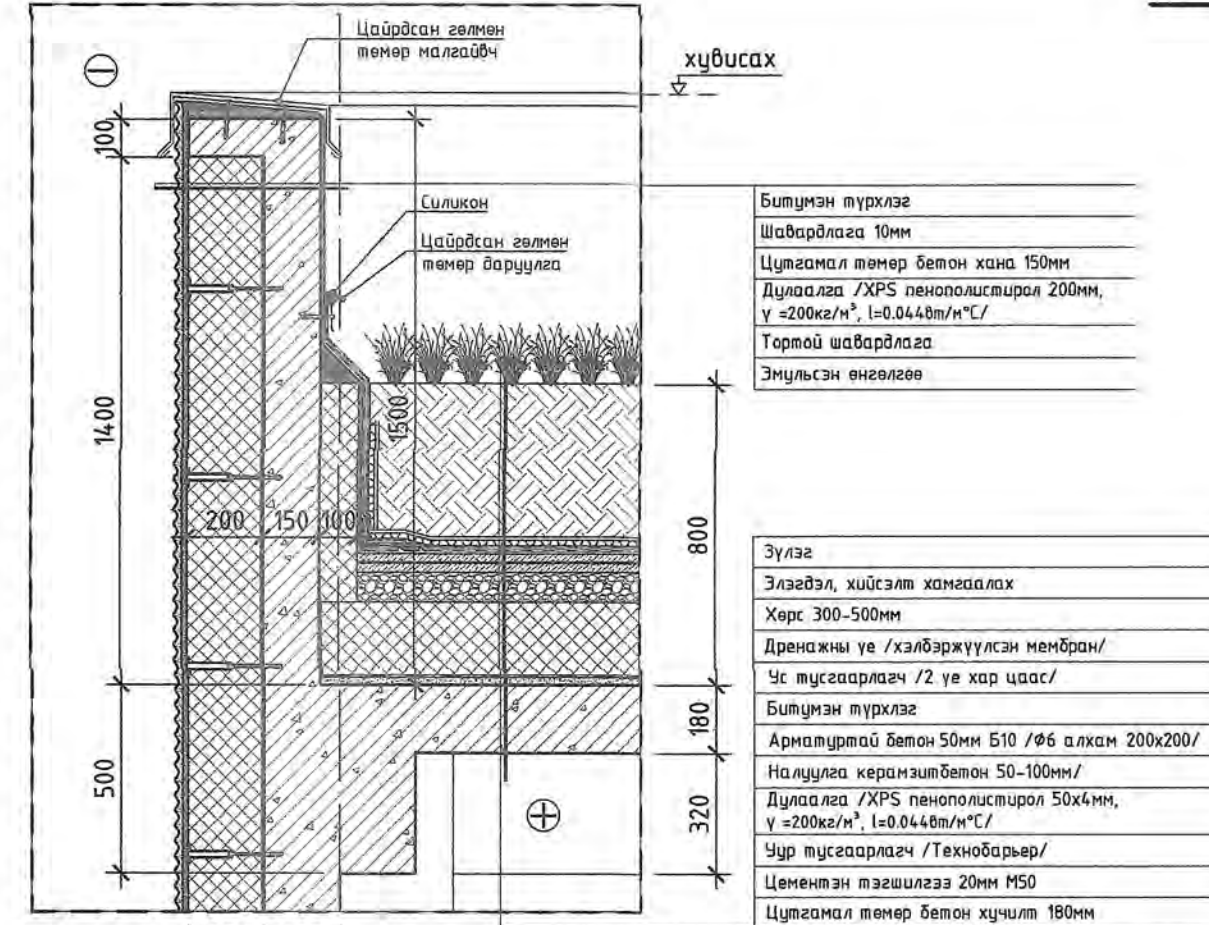 Цайрдсан гөлмөн
төмөр малгайвч
хувисах
100
Битумэн түрхлэг
Шавардлага 10мм
Цутгамал төмөр бетон хана 150мм
Дулаалга /XPS пенополистирол 200мм,
γ =200кг/м³, l=0.044вт/м°С/
Тортой шавардлага
Эмульсэн өнгөлгөө
Силикон
Цайрдсан гөлмөн
төмөр даруулга
1400
1500
200
150
100
800
Зүлэг
Элэгдэл, хийсэлт хамгаалах
Хөрс 300-500мм
Дренажны үе /хэлбэржүүлсэн мембран/
Ус тусгаарлагч /2 үе хар цаас/
Битумэн түрхлэг
Арматуртай бетон 50мм Б10 /Ф6 алхам 200х200/
Налуулга керамзитбетон 50-100мм/
Дулаалга /XPS пенополистирол 50х4мм,
γ =200кг/м³, l=0.044вт/м°С/
Уур тусгаарлагч /Технобарьер/
Цементэн тэгшилгээ 20мм М50
Цутгамал төмөр бетон хучилт 180мм
180
500
320